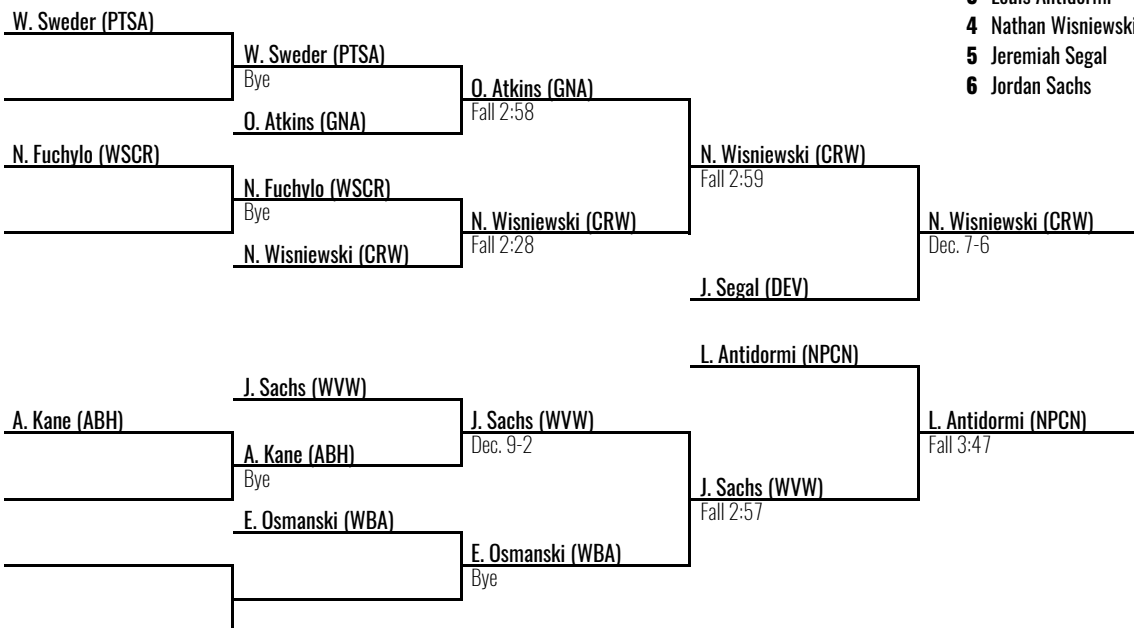 3 Louis Antidormi
W. Sweder (PTSA)
4 Nathan Wisniewski
W. Sweder (PTSA)
5 Jeremiah Segal
Bye
O. Atkins (GNA)
6 Jordan Sachs
Fall 2:58
O. Atkins (GNA)
N. Fuchylo (WSCR)
N. Wisniewski (CRW)
Fall 2:59
N. Fuchylo (WSCR)
Bye
N. Wisniewski (CRW)
N. Wisniewski (CRW)
Fall 2:28
Dec. 7-6
N. Wisniewski (CRW)
J. Segal (DEV)
L. Antidormi (NPCN)
J. Sachs (WVW)
A. Kane (ABH)
J. Sachs (WVW)
L. Antidormi (NPCN)
Dec. 9-2
Fall 3:47
A. Kane (ABH)
Bye
J. Sachs (WVW)
Fall 2:57
E. Osmanski (WBA)
E. Osmanski (WBA)
Bye